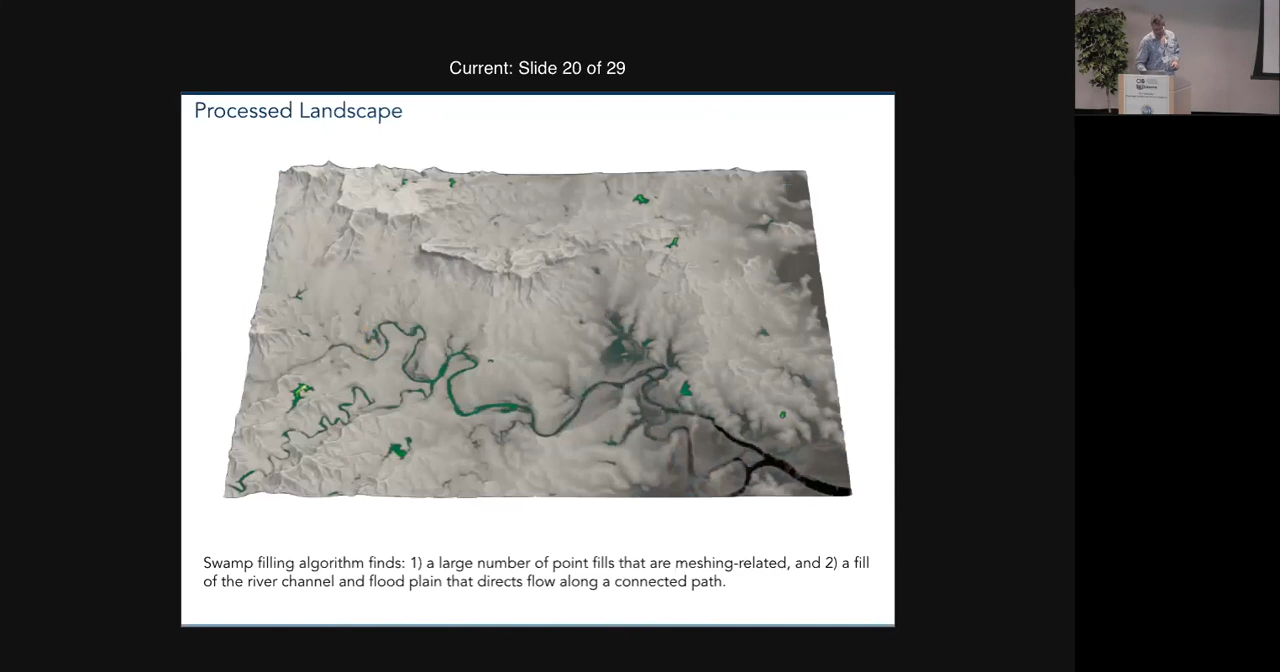 Current: Slide 20 of 29
Processed Landscape
Swamp filling algorithm finds: 1) a large number of point fills that are meshing-related, and 2) a fill
of the river channel and flood plain that directs flow along a connected path.